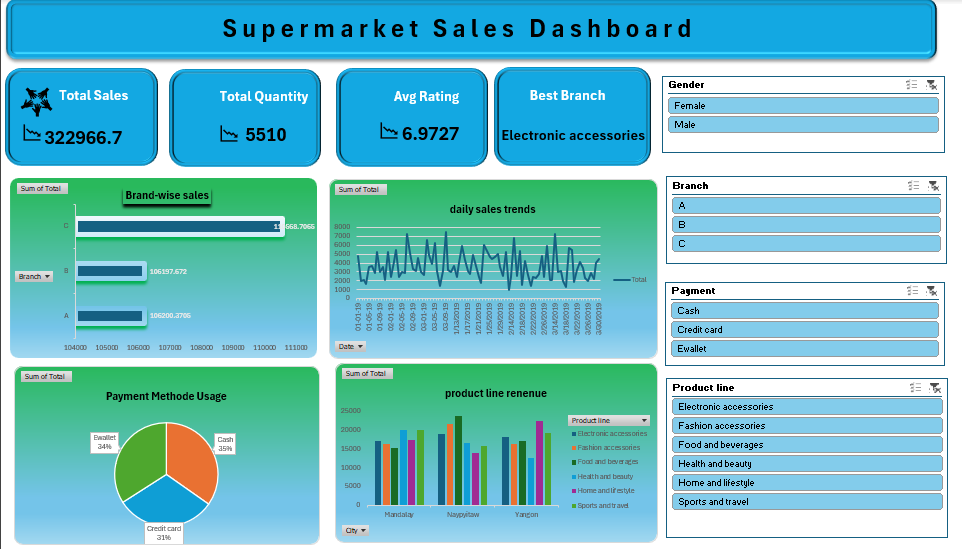 Supermarket Sales Dashboard
Total Sales
322966.7
Total Quantity
5510
Avg Rating
6.9727
Best Branch
Electronic accessories
Gender
Female
Male
Branch
A
B
C
Payment
Cash
Credit card
Ewallet
Product line
Electronic accessories
Fashion accessories
Food and beverages
Health and beauty
Home and lifestyle
Sports and travel
Sum of Total
Brand-wise sales
C
B
106197.672
A
106200.3705
Branch
104000 105000 106000 107000 108000 109000 110000 111000
Sum of Total
daily sales trends
8000
7000
6000
5000
4000
3000
2000
1000
0
Total
Date
Sum of Total
Payment Methode Usage
Ewallet
34%
Cash
35%
Credit card
31%
Sum of Total
product line renenue
25000
20000
15000
10000
5000
0
Mandalay Naypyitaw Yangon
Product line
Electronic accessories
Fashion accessories
Food and beverages
Health and beauty
Home and lifestyle
Sports and travel
City